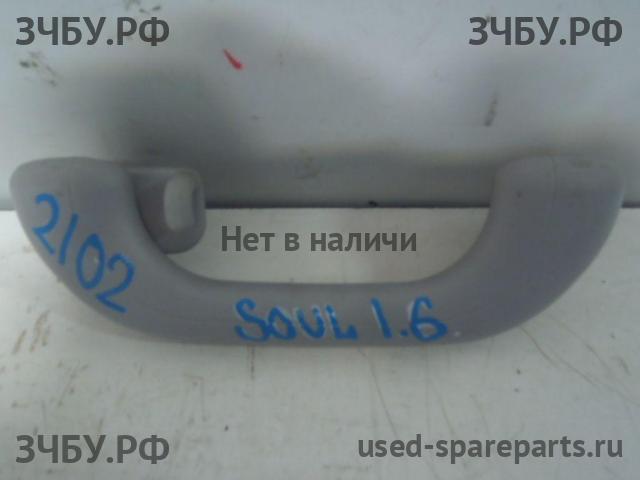 ЗЧБУ.РФ
ЗЧБУ.РФ
2102
Нет в наличи
SOUL 1.6
ЗЧБУ.РФ
used-spareparts.ru